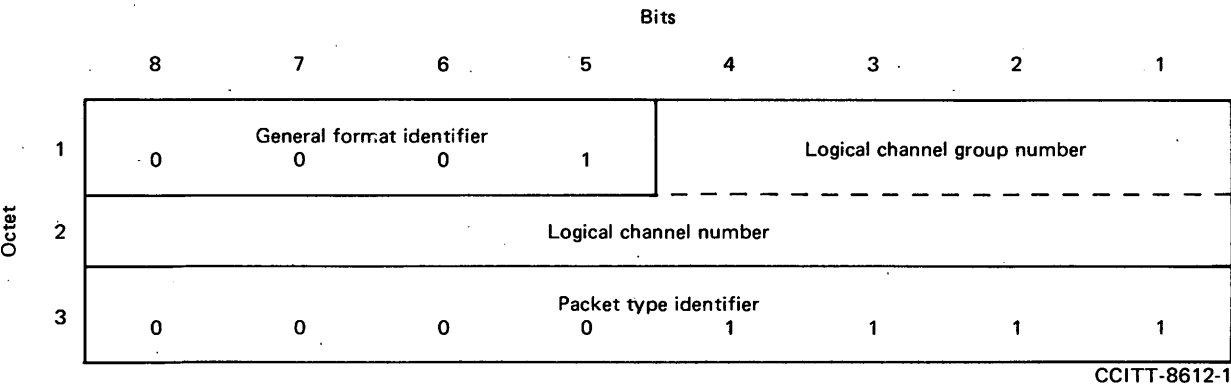 Bits
8 7 6 5 4 3 2 1
General format identifier
1
0 0 0 1
Logical channel group number
Octet
2
Logical channel number
Packet type identifier
3
0 0 0 0 1 1 1 1
CCITT-8612-1